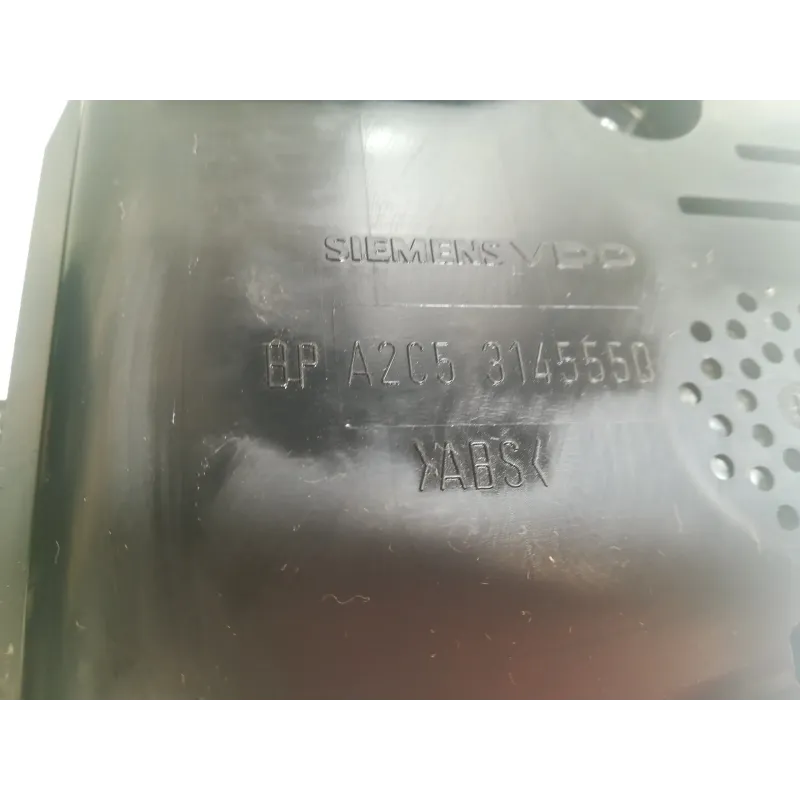 SIEMENS VDO
BP A2C5 3145550
>ABS<